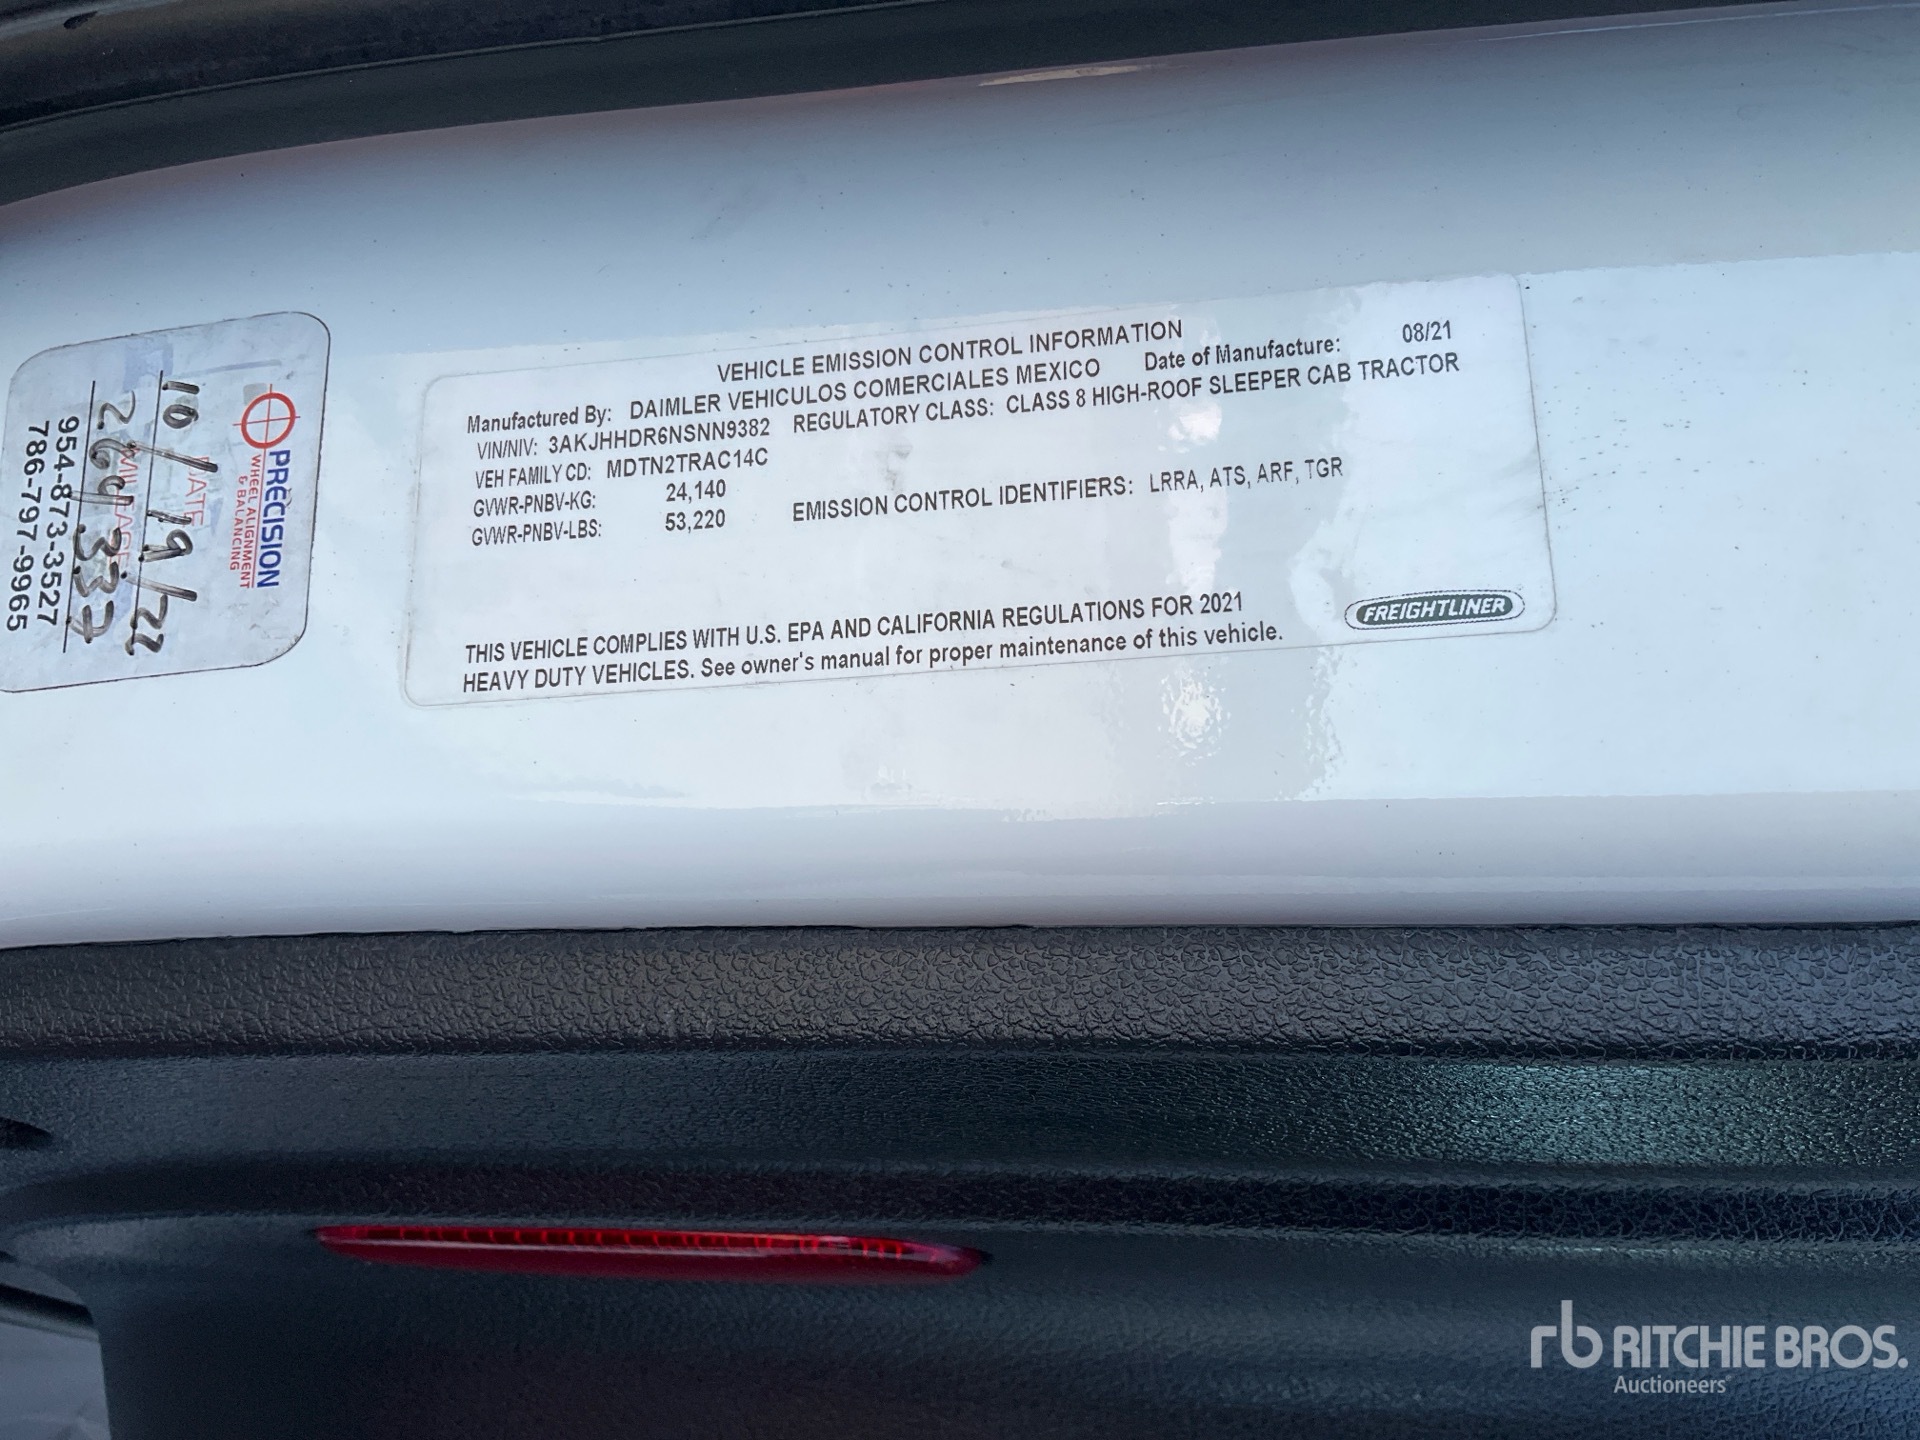 VEHICLE EMISSION CONTROL INFORMATION
Manufactured By: DAIMLER VEHICULOS COMERCIALES MEXICO Date of Manufacture: 08/21
VIN/NIV: 3AKJHHDR6NSNN9382 REGULATORY CLASS: CLASS 8 HIGH-ROOF SLEEPER CAB TRACTOR
VEH FAMILY CD: MDTN2TRAC14C
GVWR-PNBV-KG: 24,140
GVWR-PNBV-LBS: 53,220
EMISSION CONTROL IDENTIFIERS: LRRA, ATS, ARF, TGR
THIS VEHICLE COMPLIES WITH U.S. EPA AND CALIFORNIA REGULATIONS FOR 2021
HEAVY DUTY VEHICLES. See owner's manual for proper maintenance of this vehicle.
FREIGHTLINER
PRECISION
WHEEL ALIGNMENT
& BALANCING
DATE
10/19/22
MILEAGE
954-873-3527
786-797-9965
rb RITCHIE BROS.
Auctioneers